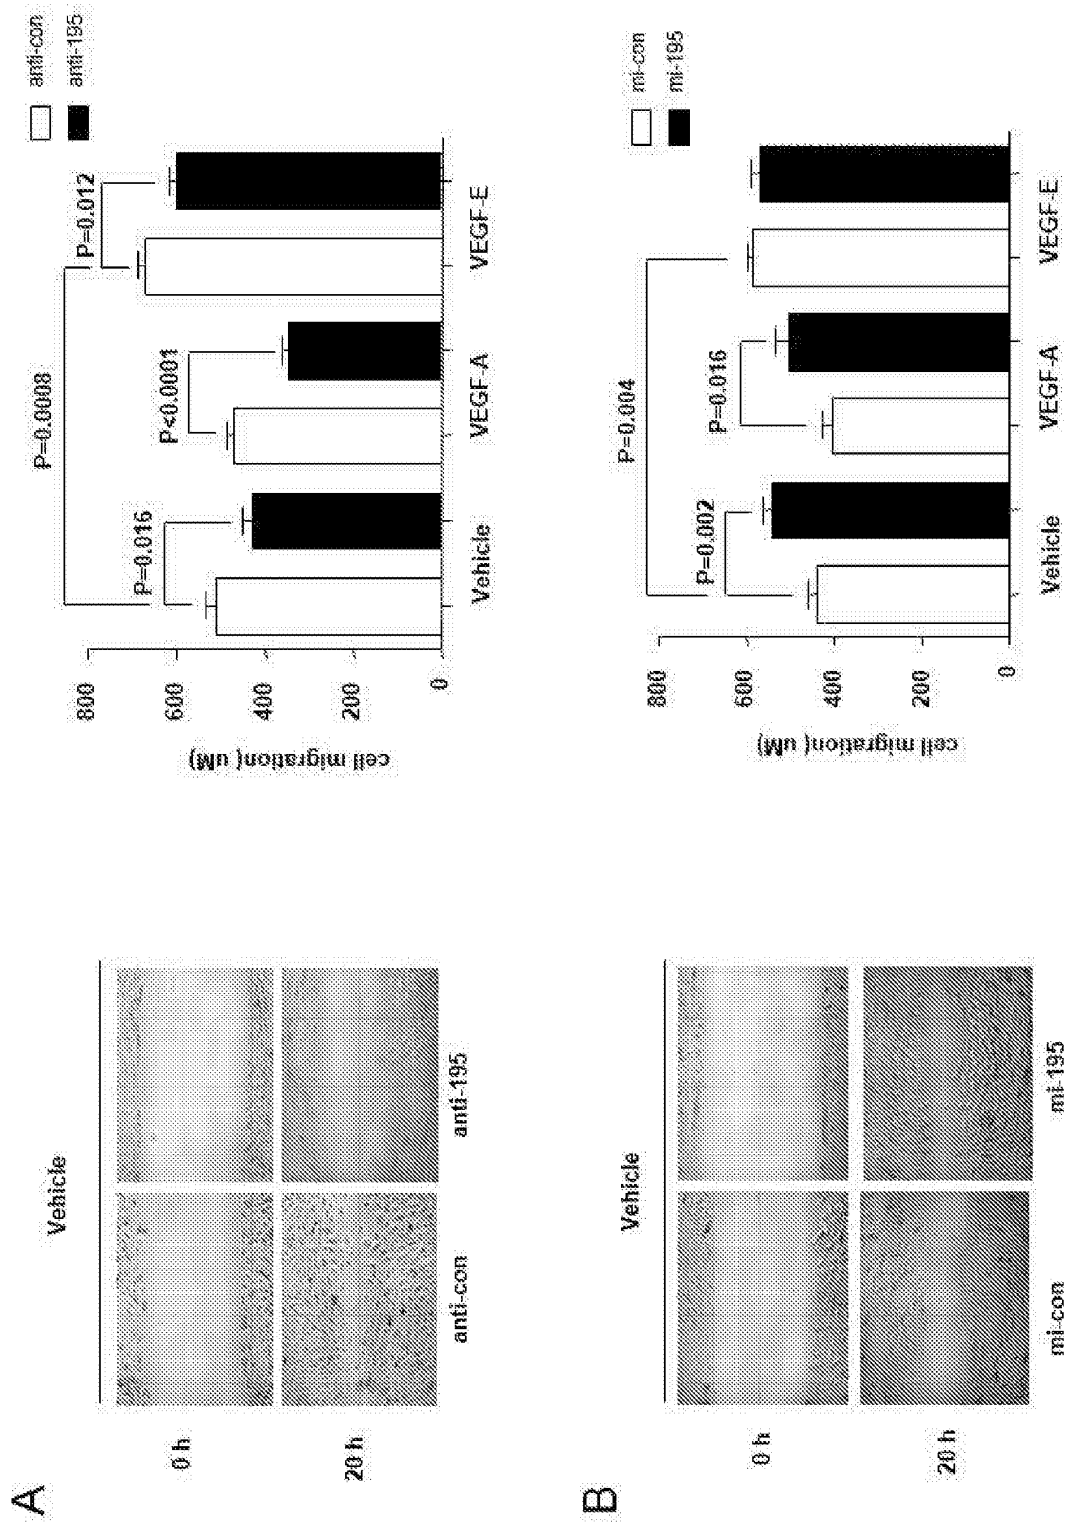 A
Vehicle
0 h
20 h
anti-con
anti-195
anti-con
anti-195
P=0.0008
P=0.016
P<0.0001
P=0.012
cell migration( uM)
800
600
400
200
0
Vehicle
VEGF-A
VEGF-E
B
Vehicle
0 h
20 h
mi-con
mi-195
mi-con
mi-195
P=0.004
P=0.002
P=0.016
cell migration( uM)
800
600
400
200
0
Vehicle
VEGF-A
VEGF-E